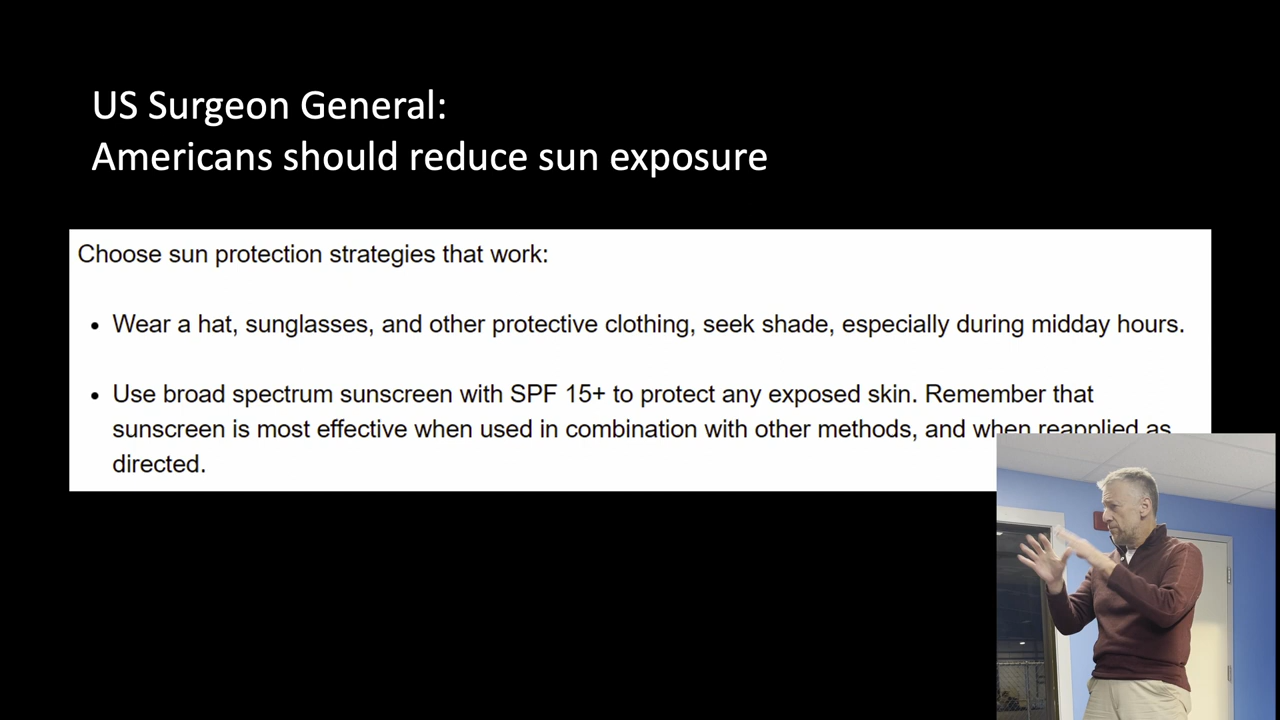 US Surgeon General:
Americans should reduce sun exposure
Choose sun protection strategies that work:
• Wear a hat, sunglasses, and other protective clothing, seek shade, especially during midday hours.
• Use broad spectrum sunscreen with SPF 15+ to protect any exposed skin. Remember that
sunscreen is most effective when used in combination with other methods, and when reapplied as
directed.